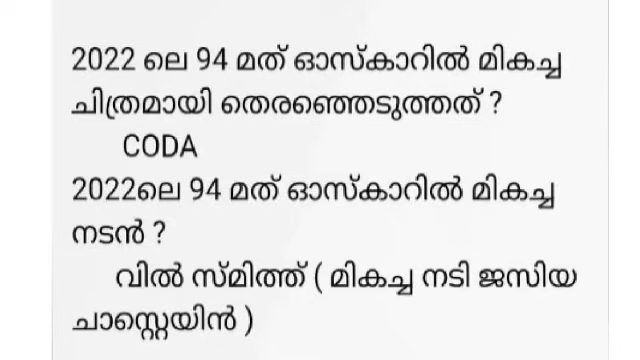 2022 ലെ 94 മത് ഓസ്കാറിൽ മികച്ച
ചിത്രമായി തെരഞ്ഞെടുത്തത് ?
CODA
2022ലെ 94 മത് ഓസ്കാറിൽ മികച്ച
നടൻ ?
വിൽ സ്മിത്ത് ( മികച്ച നടി ജസിയ
ചാസ്റ്റെയിൻ )